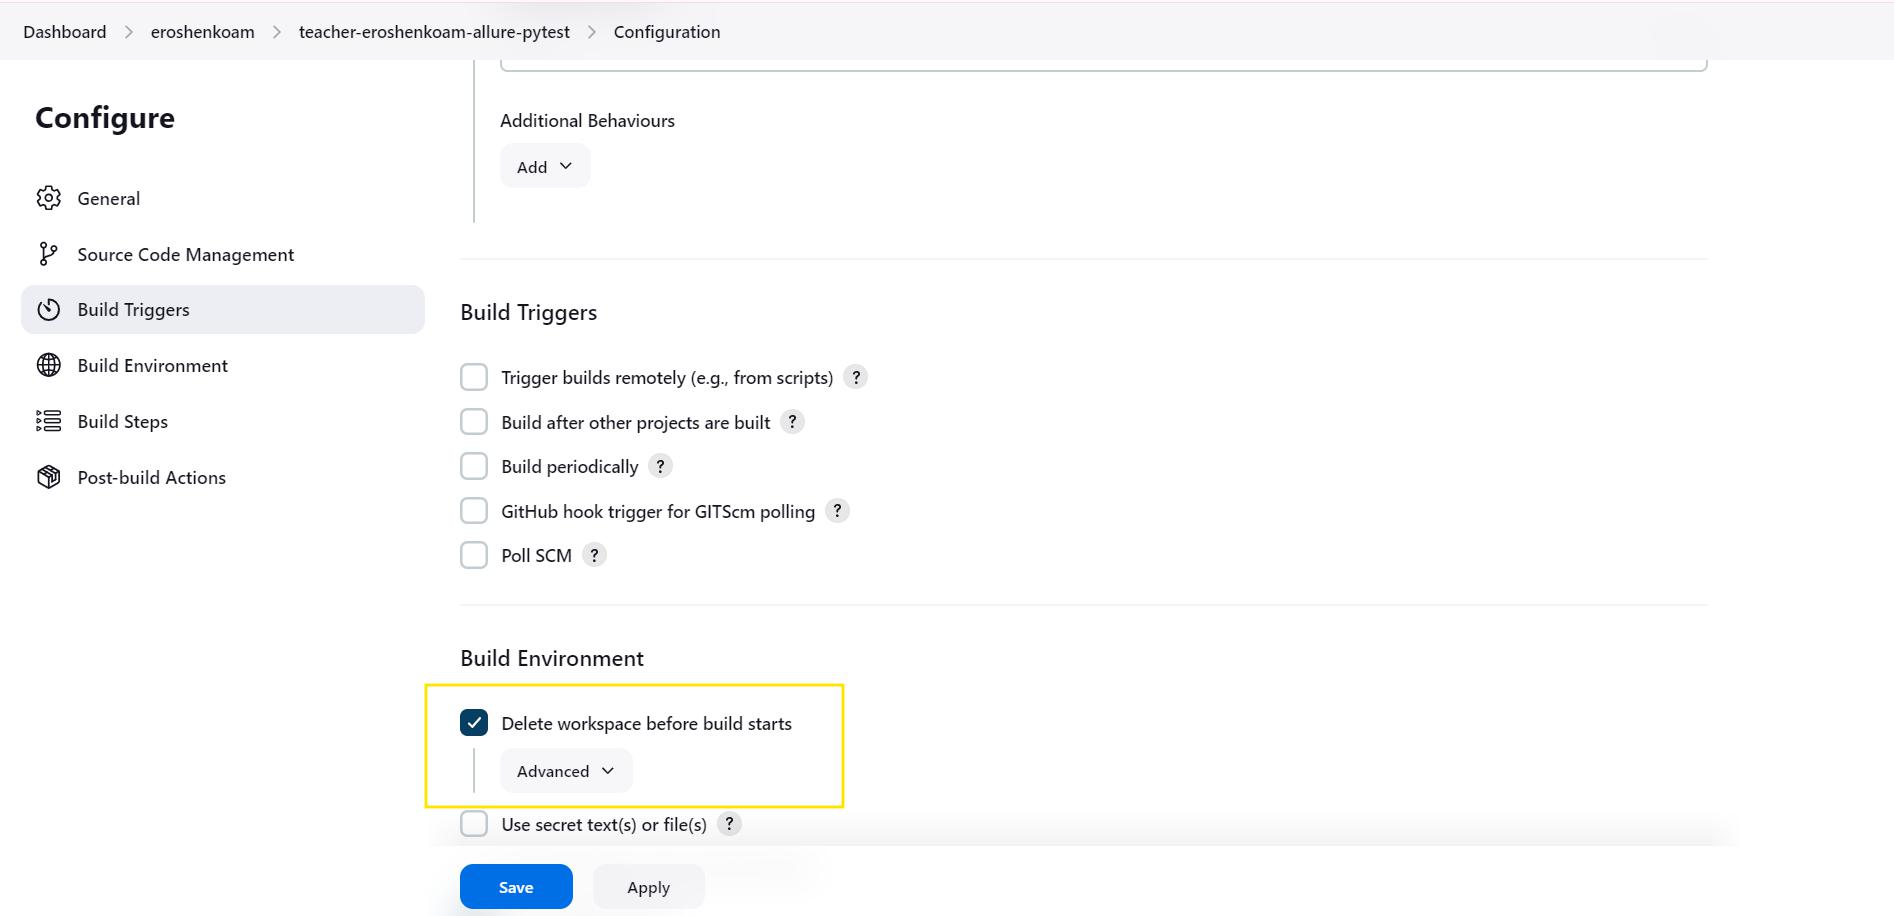 Dashboard > eroshenkoam > teacher-eroshenkoam-allure-pytest > Configuration
Configure
General
Source Code Management
Build Triggers
Build Environment
Build Steps
Post-build Actions
Additional Behaviours
Add
Build Triggers
Trigger builds remotely (e.g., from scripts) ?
Build after other projects are built ?
Build periodically ?
GitHub hook trigger for GITScm polling ?
Poll SCM ?
Build Environment
Delete workspace before build starts
Advanced
Use secret text(s) or file(s) ?
Save Apply